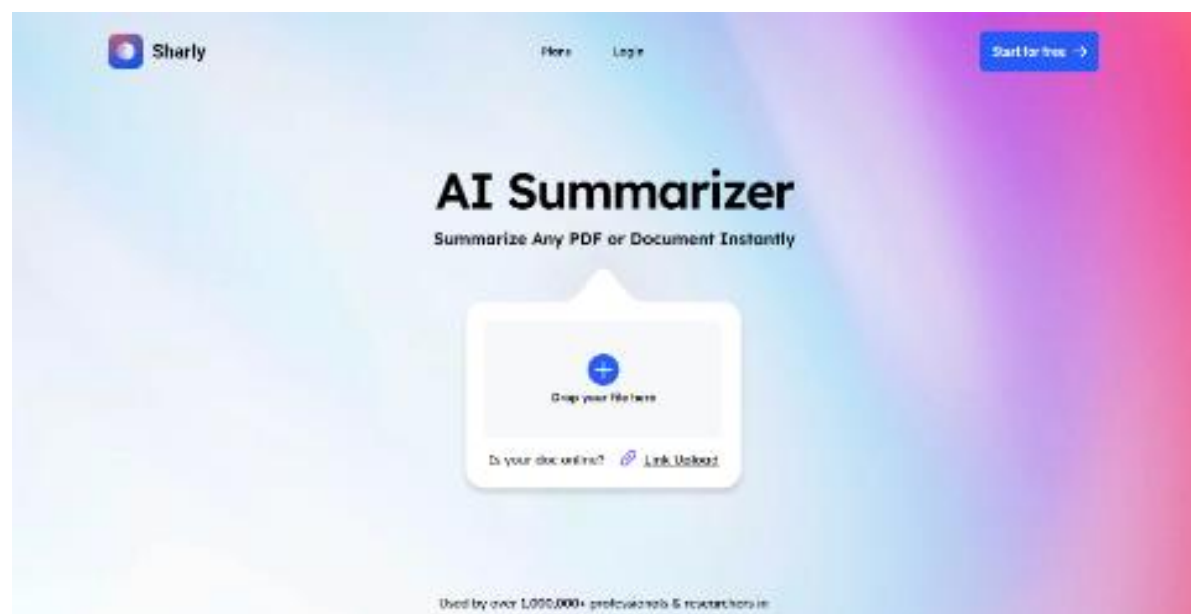 Sharly
Plans
Login
Start for free →
AI Summarizer
Summarize Any PDF or Document Instantly
Drop your file here
Is your doc online? Link Upload
Used by over 1,000,000+ professionals & researchers in